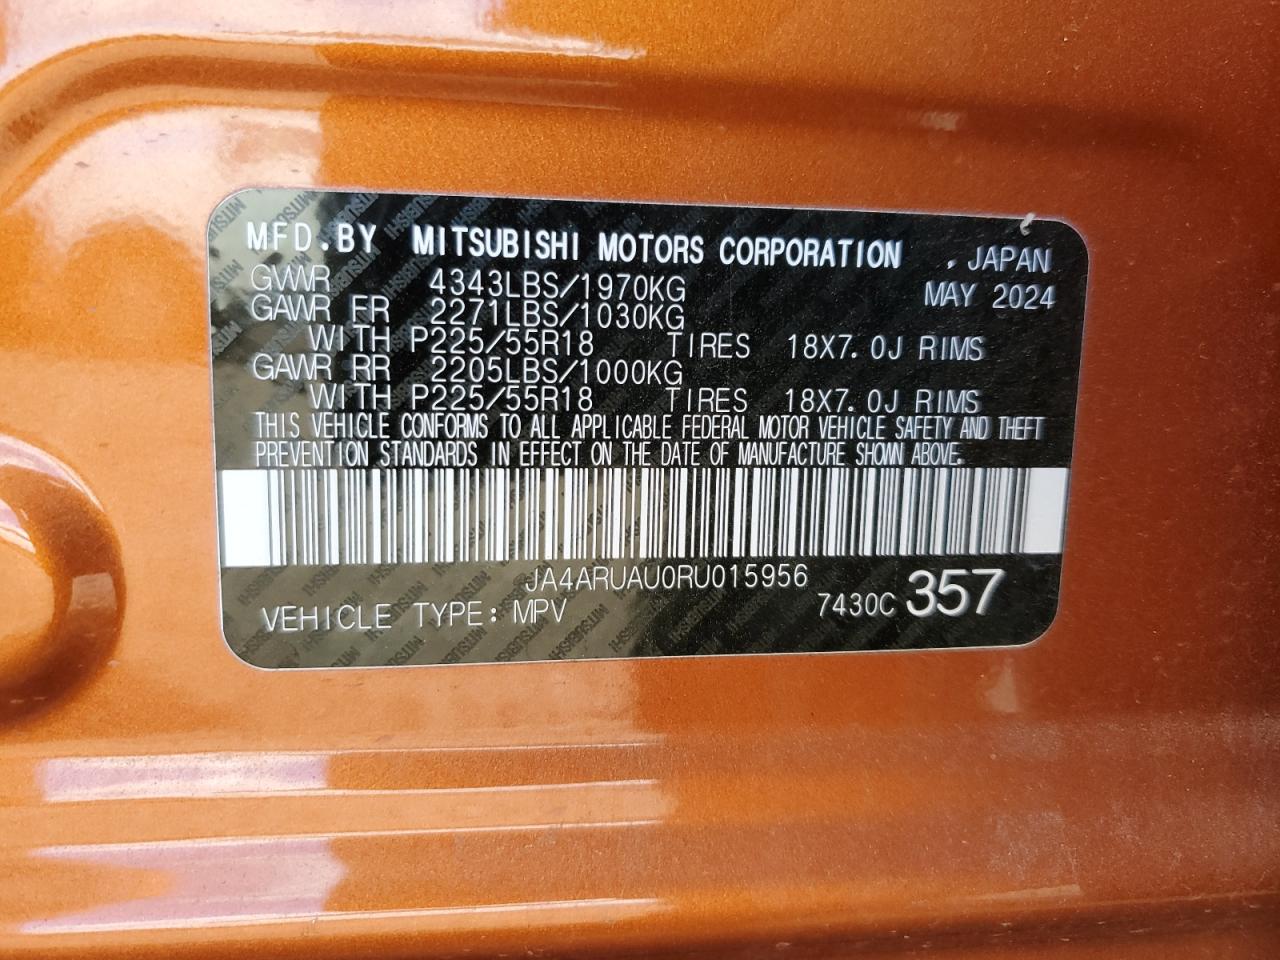 MFD.BY MITSUBISHI MOTORS CORPORATION , JAPAN
GVWR 4343LBS/1970KG MAY 2024
GAWR FR 2271LBS/1030KG
WITH P225/55R18 TIRES 18X7.0J RIMS
GAWR RR 2205LBS/1000KG
WITH P225/55R18 TIRES 18X7.0J RIMS
THIS VEHICLE CONFORMS TO ALL APPLICABLE FEDERAL MOTOR VEHICLE SAFETY AND THEFT
PREVENTION STANDARDS IN EFFECT ON THE DATE OF MANUFACTURE SHOWN ABOVE.
JA4ARUAU0RU015956
VEHICLE TYPE: MPV 7430C 357